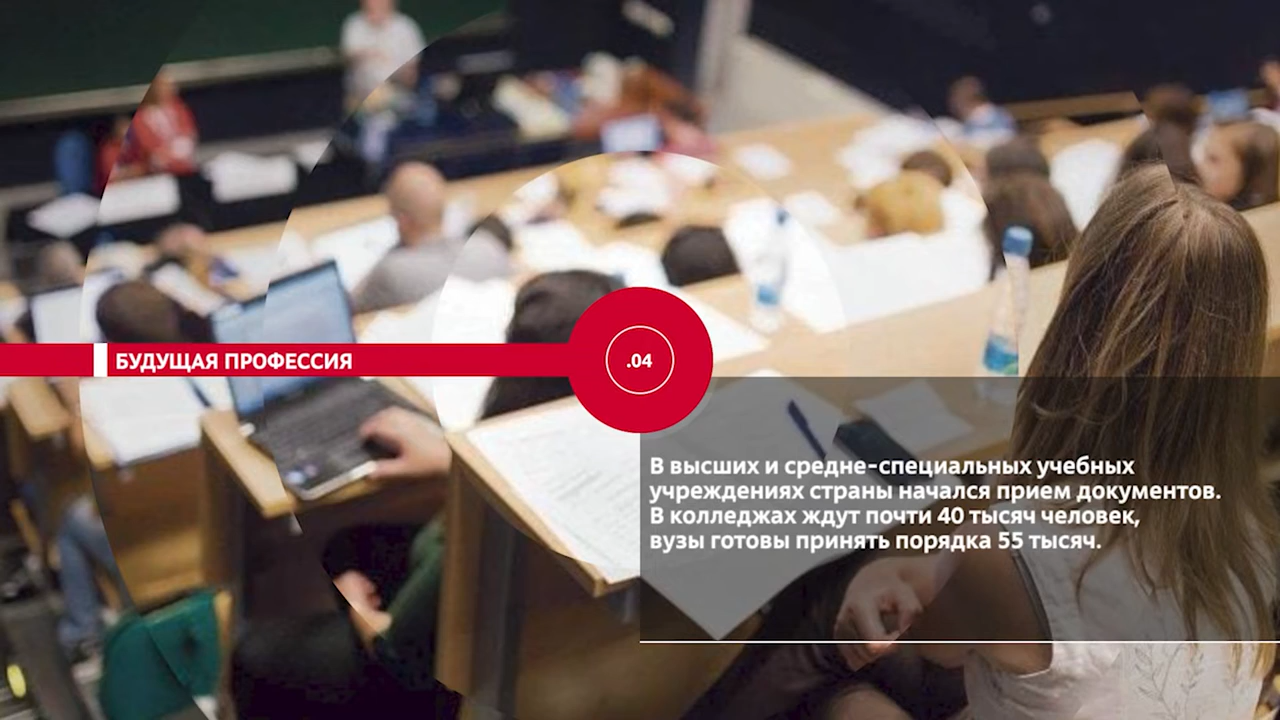 БУДУЩАЯ ПРОФЕССИЯ
.04
В высших и средне-специальных учебных
учреждениях страны начался прием документов.
В колледжах ждут почти 40 тысяч человек,
вузы готовы принять порядка 55 тысяч.